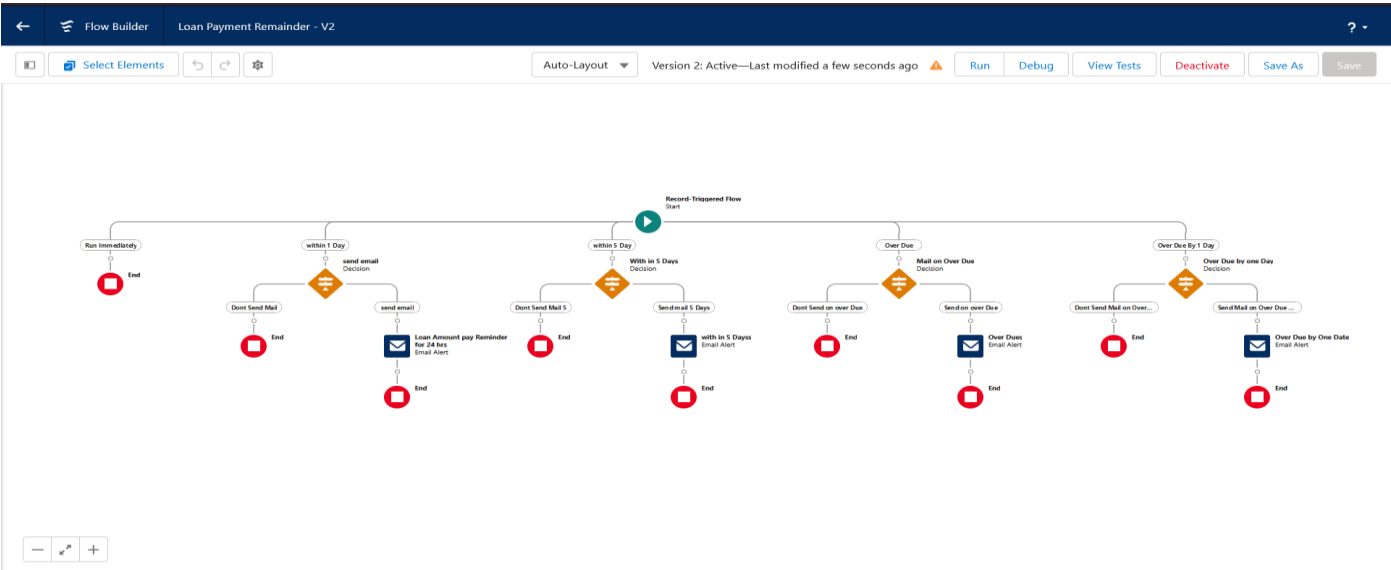 Flow Builder
Loan Payment Remainder - V2
?
Select Elements
Auto-Layout
Version 2: Active—Last modified a few seconds ago
Run
Debug
View Tests
Deactivate
Save As
Save
Record-Triggered Flow
Start
Run Immediately
within 1 Day
within 5 Day
Over Due
Over Due By 1 Day
End
send email
Decision
With in 5 Days
Decision
Mail on Over Due
Decision
Over Due by one Day
Decision
Dont Send Mail
send email
Dont Send Mail 5
Send mail 5 Days
Dont Send on over Due
Send on over Due
Dont Send Mail on Over...
Send Mail on Over Due ...
End
Loan Amount pay Reminder
for 24 hrs
Email Alert
End
with in 5 Dayss
Email Alert
End
Over Dues
Email Alert
End
Over Due by One Date
Email Alert
End
End
End
End